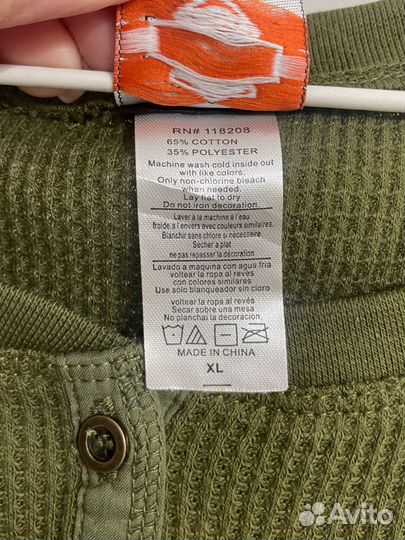 RN# 118208
65% COTTON
35% POLYESTER
Machine wash cold inside out
with like colors.
Only non-chlorine bleach
when needed.
Lay flat to dry
Do not iron decoration.
Laver à la machine à l'eau
froide a l'envers avec couleurs similaires.
Blanchir sans chlore si nécessaire.
Secher a plat
ne pas repasser la décoration
Lavado a maquina con agua fria
voltear la ropa al revés
con colores similares
Use solo blanqueador sin cloro
voltear la ropa al revés
Secar sobre una mesa
No planchar la decoracion.
MADE IN CHINA
XL
Avito